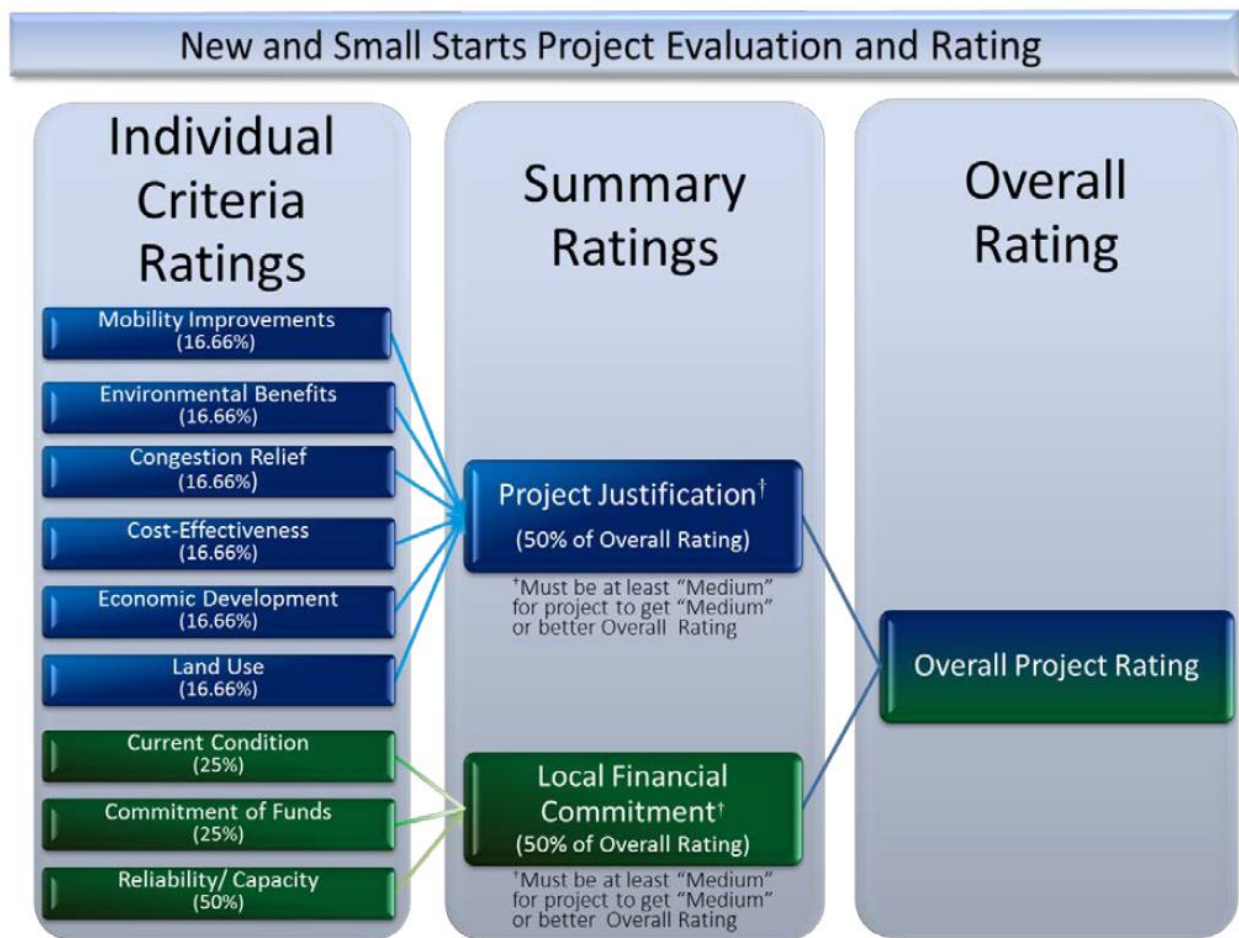 New and Small Starts Project Evaluation and Rating
Individual
Criteria
Ratings
Mobility Improvements
(16.66%)
Environmental Benefits
(16.66%)
Congestion Relief
(16.66%)
Cost-Effectiveness
(16.66%)
Economic Development
(16.66%)
Land Use
(16.66%)
Current Condition
(25%)
Commitment of Funds
(25%)
Reliability/ Capacity
(50%)
Summary
Ratings
Project Justification†
(50% of Overall Rating)
†Must be at least “Medium”
for project to get “Medium”
or better Overall Rating
Local Financial
Commitment†
(50% of Overall Rating)
†Must be at least “Medium”
for project to get “Medium”
or better Overall Rating
Overall
Rating
Overall Project Rating